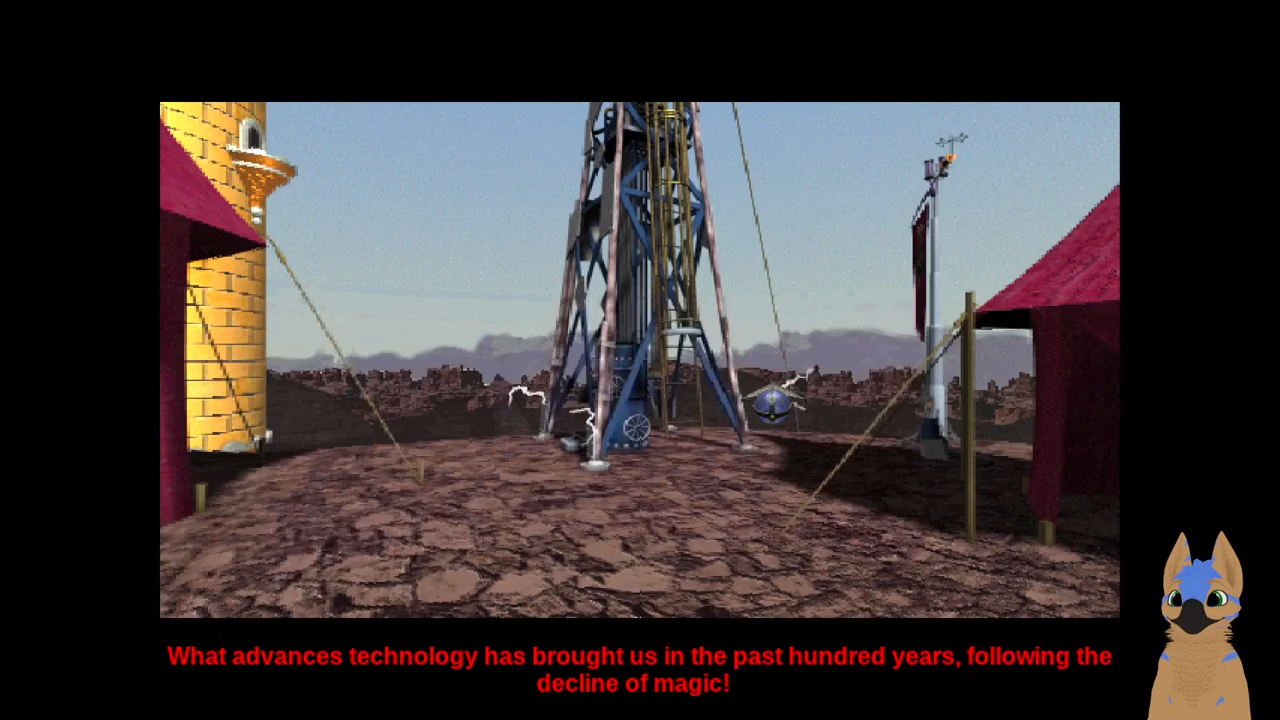 What advances technology has brought us in the past hundred years, following the
decline of magic!